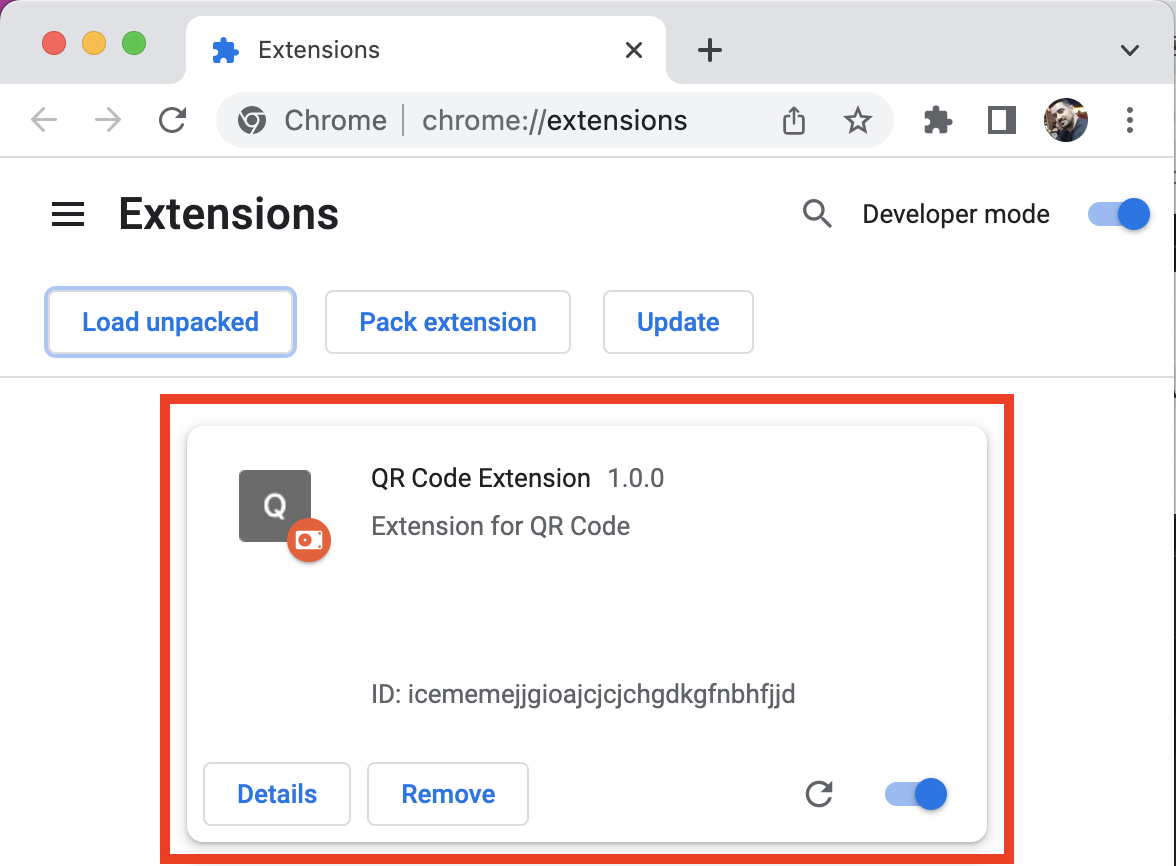 Extensions
Chrome chrome://extensions
Extensions
Developer mode
Load unpacked
Pack extension
Update
Q
QR Code Extension 1.0.0
Extension for QR Code
ID: icememejjgioajcjcjchgdkgfnbhfjjd
Details
Remove